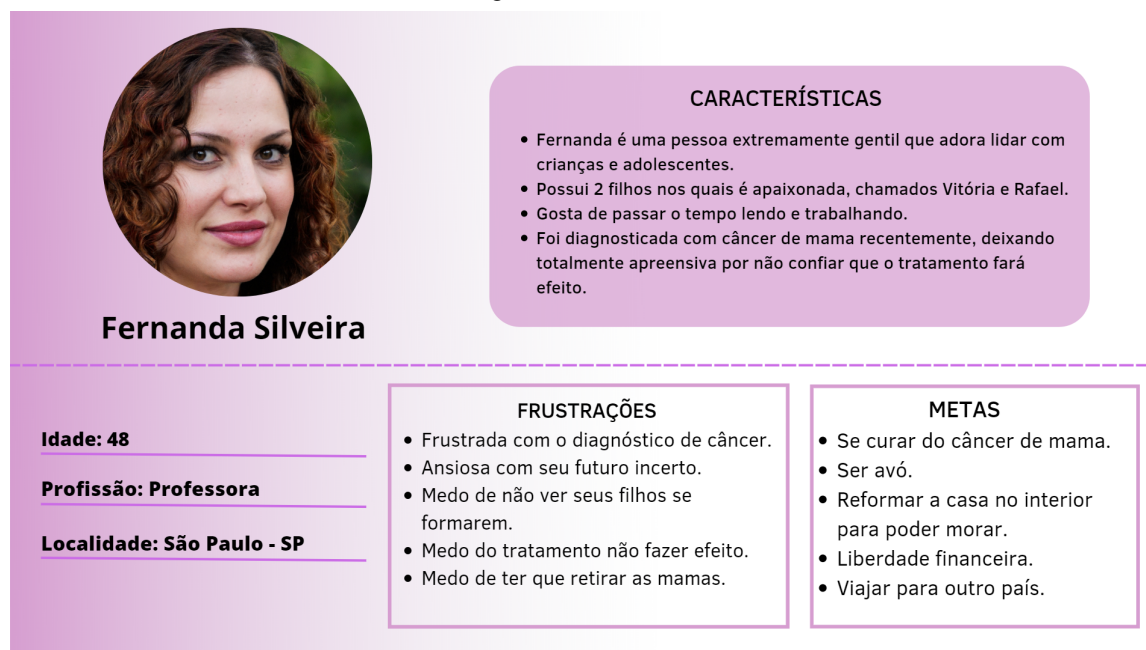 CARACTERÍSTICAS
• Fernanda é uma pessoa extremamente gentil que adora lidar com
crianças e adolescentes.
• Possui 2 filhos nos quais é apaixonada, chamados Vitória e Rafael.
• Gosta de passar o tempo lendo e trabalhando.
• Foi diagnosticada com câncer de mama recentemente, deixando
totalmente apreensiva por não confiar que o tratamento fará
efeito.
Fernanda Silveira
Idade: 48
Profissão: Professora
Localidade: São Paulo - SP
FRUSTRAÇÕES
• Frustrada com o diagnóstico de câncer.
• Ansiosa com seu futuro incerto.
• Medo de não ver seus filhos se
formarem.
• Medo do tratamento não fazer efeito.
• Medo de ter que retirar as mamas.
METAS
• Se curar do câncer de mama.
• Ser avó.
• Reformar a casa no interior
para poder morar.
• Liberdade financeira.
• Viajar para outro país.